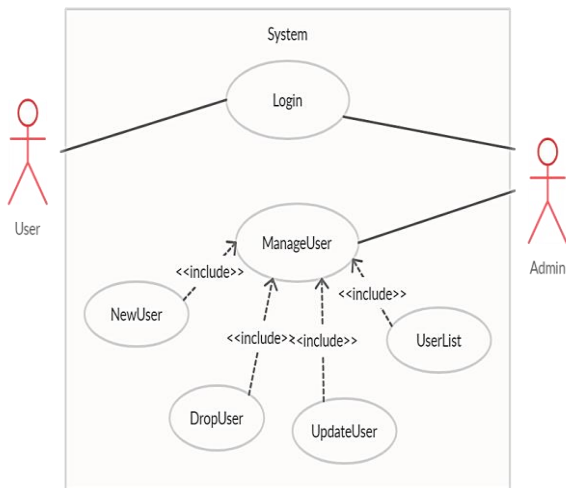 System
Login
User
Admin
ManageUser
<<include>>
NewUser
<<include>>
UserList
<<include>>
<<include>>
DropUser
UpdateUser